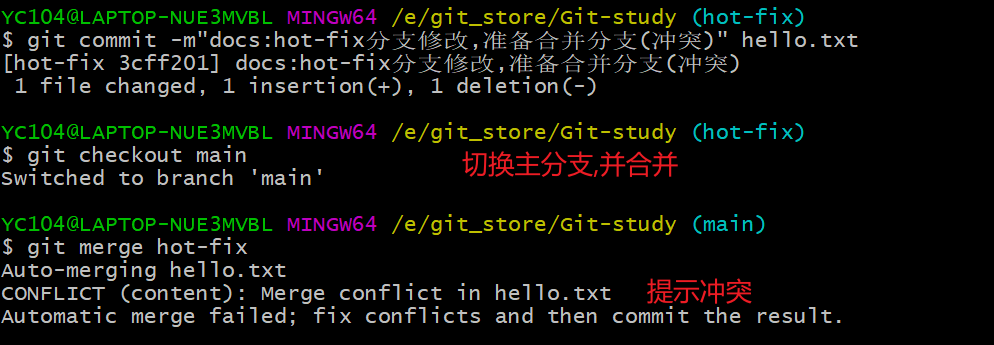 YC104@LAPTOP-NUE3MVBL MINGW64 /e/git_store/Git-study (hot-fix)
$ git commit -m"docs:hot-fix分支修改,准备合并分支(冲突)" hello.txt
[hot-fix 3cff201] docs:hot-fix分支修改,准备合并分支(冲突)
1 file changed, 1 insertion(+), 1 deletion(-)
YC104@LAPTOP-NUE3MVBL MINGW64 /e/git_store/Git-study (hot-fix)
$ git checkout main
切换主分支,并合并
Switched to branch 'main'
YC104@LAPTOP-NUE3MVBL MINGW64 /e/git_store/Git-study (main)
$ git merge hot-fix
Auto-merging hello.txt
CONFLICT (content): Merge conflict in hello.txt 提示冲突
Automatic merge failed; fix conflicts and then commit the result.